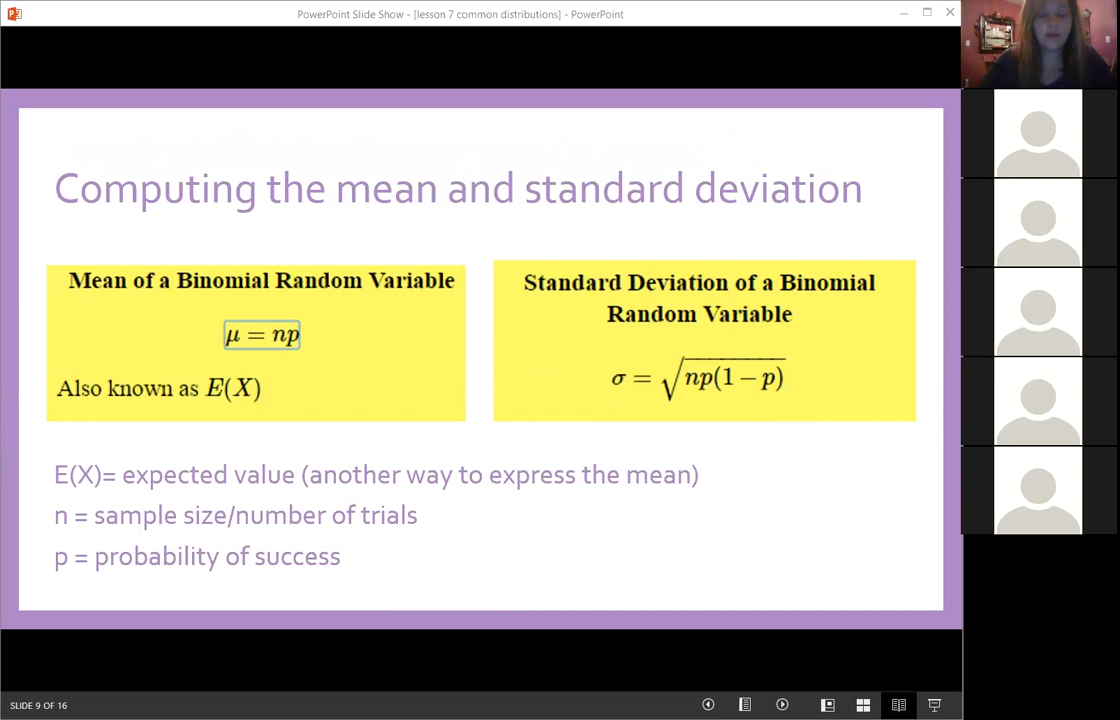 PowerPoint Slide Show - [lesson 7 common distributions] - PowerPoint
Computing the mean and standard deviation
Mean of a Binomial Random Variable
μ = np
Also known as E(X)
Standard Deviation of a Binomial
Random Variable
σ = √np(1 − p)
E(X)= expected value (another way to express the mean)
n = sample size/number of trials
p = probability of success
SLIDE 9 OF 16